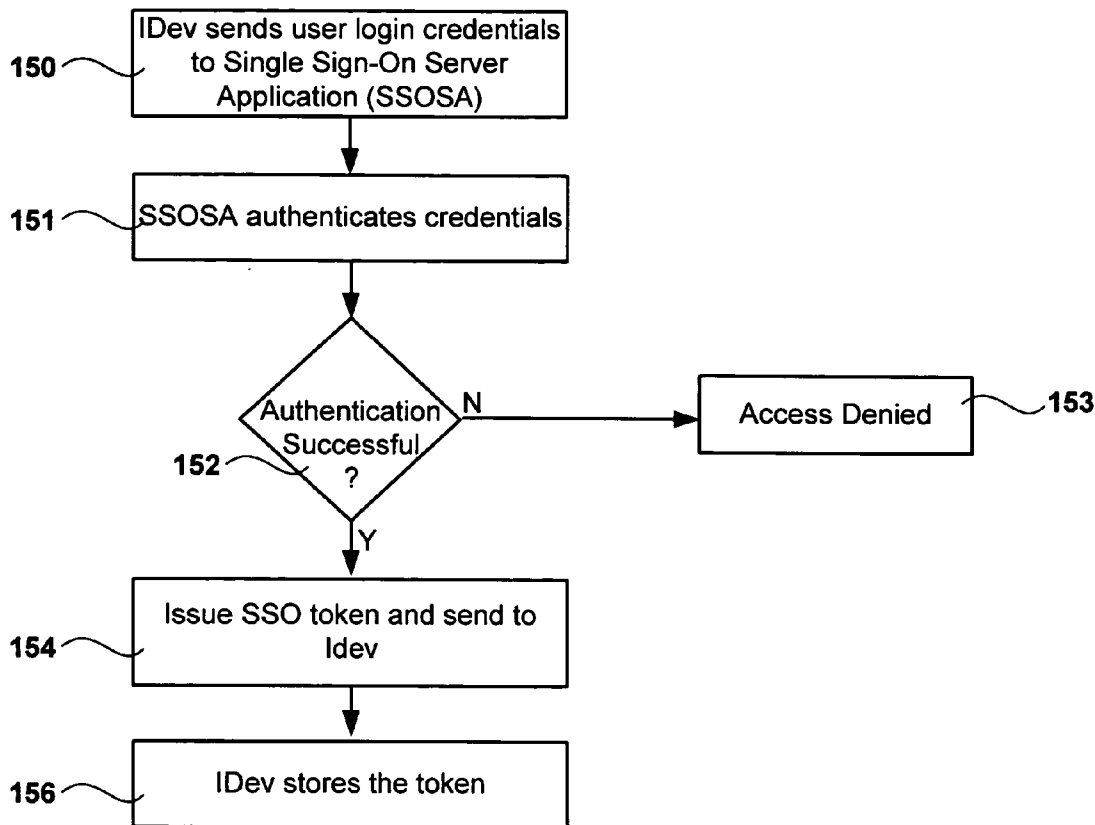 IDev sends user login credentials
to Single Sign-On Server
Application (SSOSA)
150
SSOSA authenticates credentials
151
Authentication
Successful
?
152
N
Access Denied
153
Y
Issue SSO token and send to
Idev
154
IDev stores the token
156